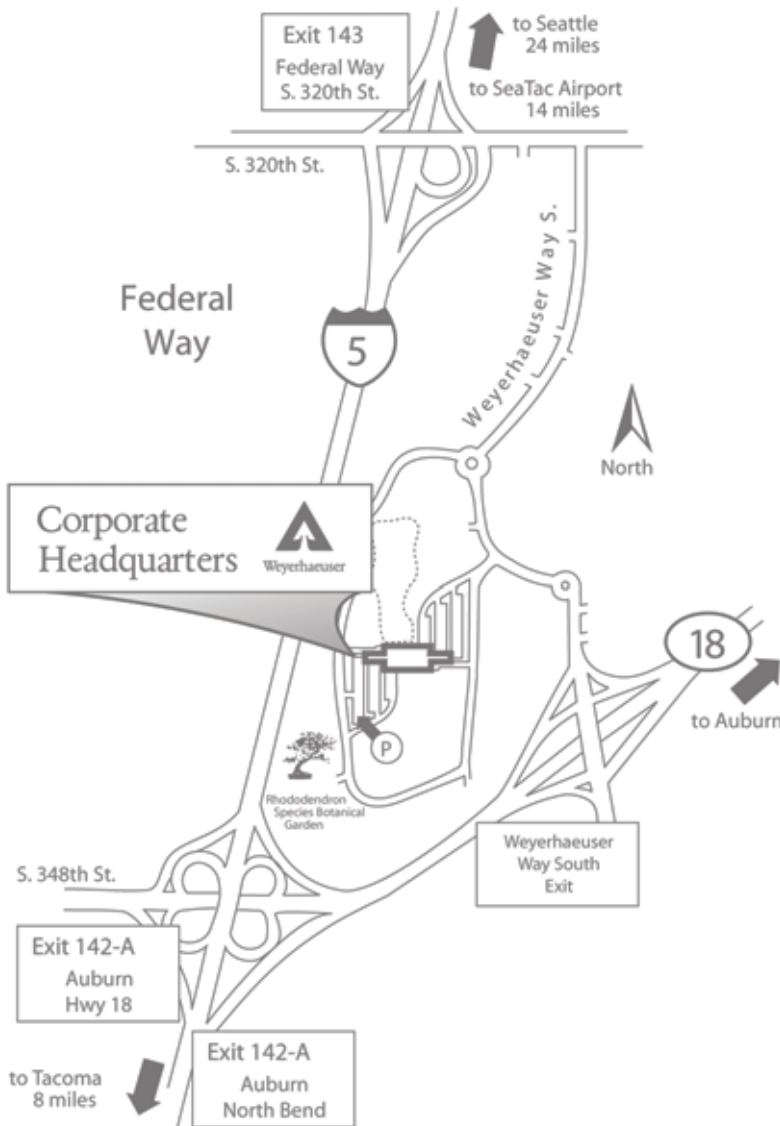 Exit 143
Federal Way
S. 320th St.
to Seattle
24 miles
to SeaTac Airport
14 miles
S. 320th St.
Weyerhaeuser Way S.
Federal
Way
5
North
Corporate
Headquarters
Weyerhaeuser
18
to Auburn
P
Rhododendron
Species Botanical
Garden
Weyerhaeuser
Way South
Exit
S. 348th St.
Exit 142-A
Auburn
Hwy 18
Exit 142-A
Auburn
North Bend
to Tacoma
8 miles